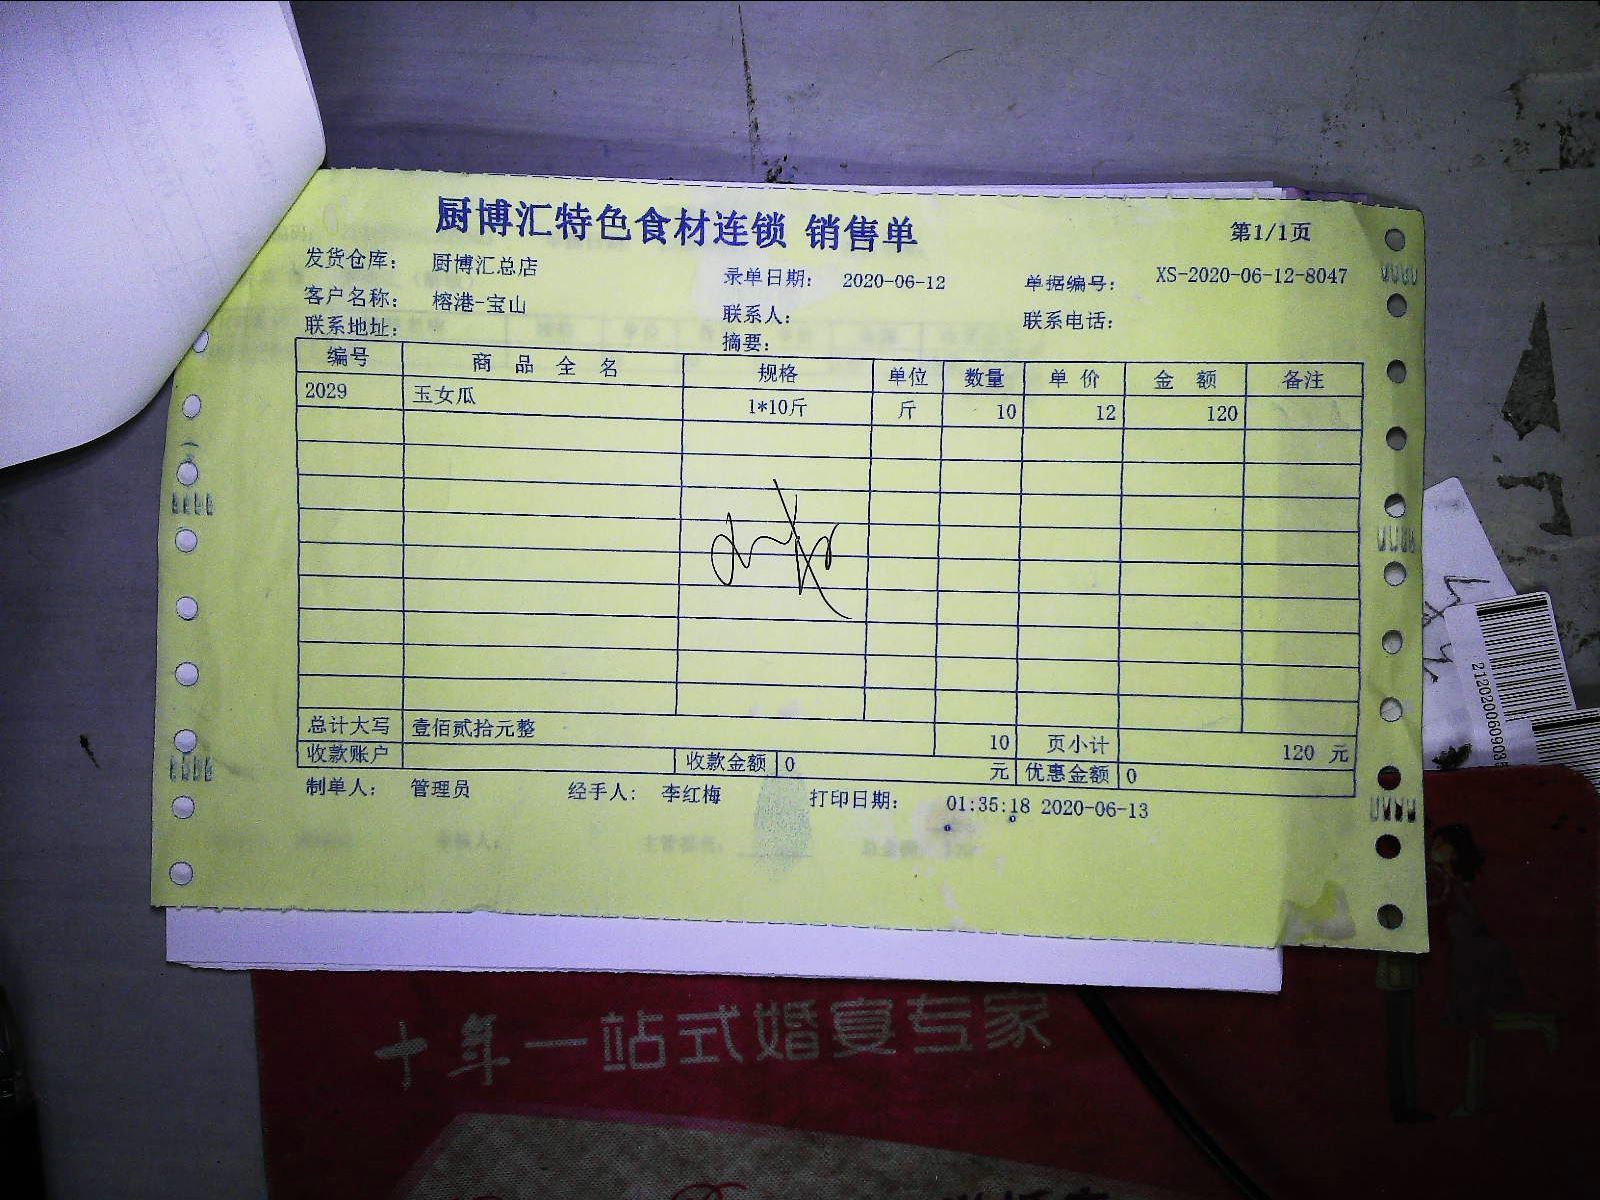 厨博汇特色食材连锁 销售单
第1/1页
发货仓库： 厨博汇总店 录单日期： 2020-06-12 单据编号： XS-2020-06-12-8047
客户名称： 榕港-宝山 联系人： 联系电话：
联系地址： 摘要：
编号 商品全名 规格 单位 数量 单价 金额 备注
2029 玉女瓜 1*10斤 斤 10 12 120
总计大写 壹佰贰拾元整 10 页小计 120 元
收款账户 收款金额 0 元 优惠金额 0
制单人： 管理员 经手人： 李红梅 打印日期： 01:35:18 2020-06-13
十年一站式婚宴专家